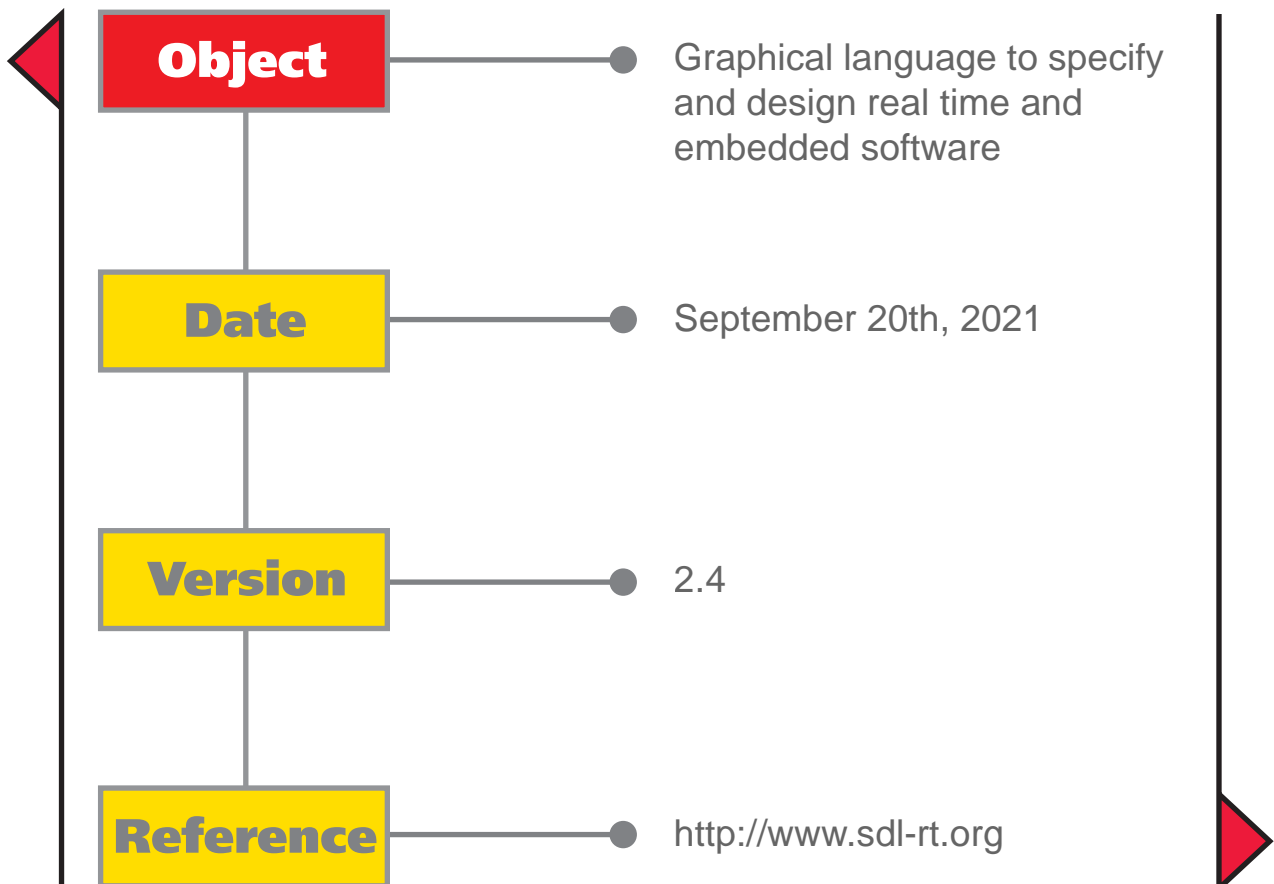 Object
Graphical language to specify
and design real time and
embedded software
Date
September 20th, 2021
Version
2.4
Reference
http://www.sdl-rt.org